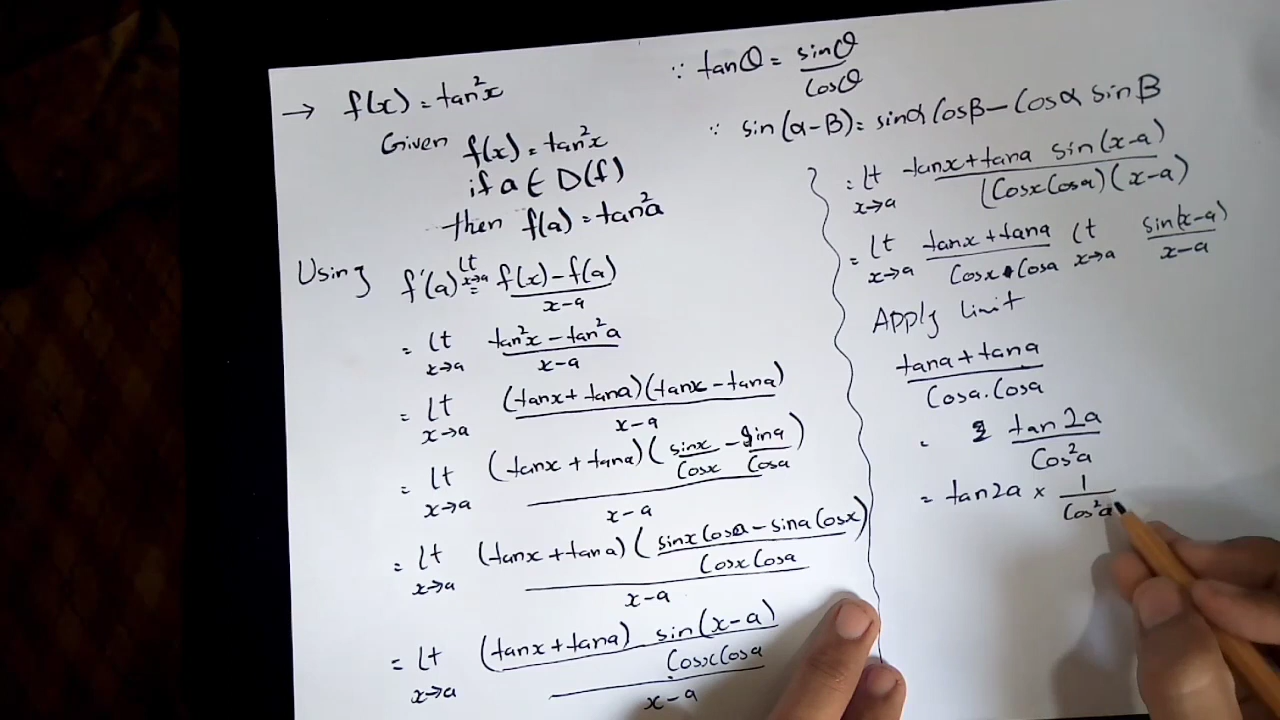 → f(x) = tan²x
Given f(x) = tan²x
if a ∈ D(f)
then f(a) = tan²a
Using f'(a) = lt x→a f(x) − f(a) / x−a
= lt x→a tan²x − tan²a / x−a
= lt x→a (tanx + tana)(tanx − tana) / x−a
= lt x→a (tanx + tana)(sinx/Cosx − sina/Cosa) / x−a
= lt x→a (tanx + tana)(sinx Cosa − sina Cosx / Cosx Cosa) / x−a
= lt x→a (tanx + tana) sin(x−a) / Cosx Cosa / x−a
∵ tanθ = sinθ / Cosθ
∵ sin(α−β) = sinα Cosβ − Cosα sinβ
= lt x→a tanx + tana sin(x−a) / (Cosx Cosa)(x−a)
= lt x→a tanx + tana / Cosx • Cosa lt x→a sin(x−a) / x−a
Apply limit
tana + tana / Cosa . Cosa
= tan2a / Cos²a
= tan2a × 1 / Cos²a